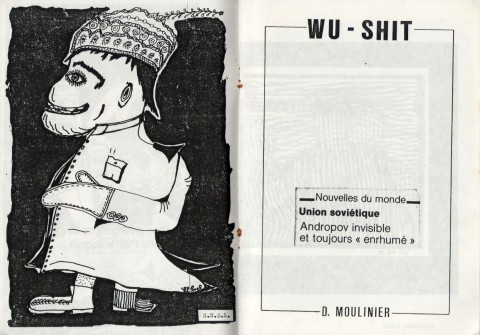 S.U.E.L.
WU - SHIT
Nouvelles du monde
Union soviétique
Andropov invisible
et toujours « enrhumé »
D. MOULINIER